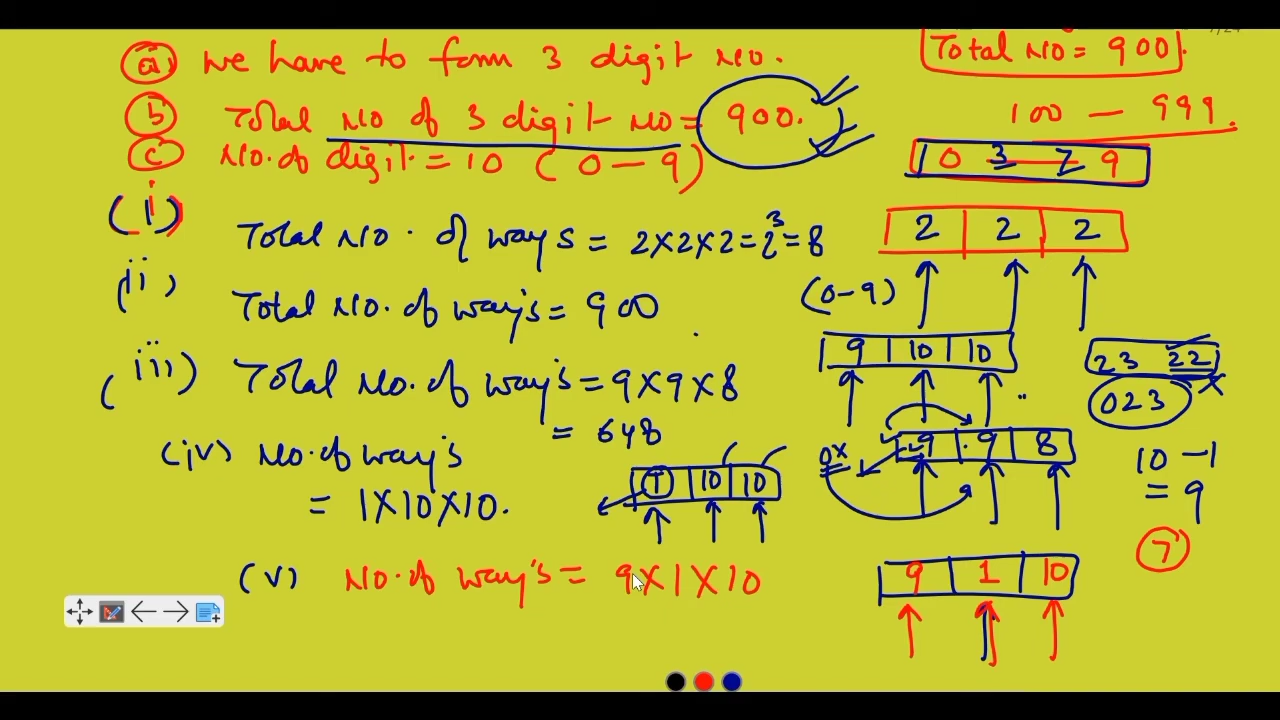 (a) We have to form 3 digit No.
Total No = 900.
(b) Total No of 3 digit No = 900.
100 – 999.
(c) No. of digit = 10 (0 – 9)
0 3 7 9
(i) Total No. of ways = 2×2×2=2³=8
2 2 2
(ii) Total No. of way's = 900
(0–9)
9 10 10
23 22
023 ×
(iii) Total No. of way's = 9×9×8
= 648
0× 9 9 8
10 – 1
= 9
(iv) No. of way's
= 1×10×10.
10 10
7
(v) No. of way's = 9×1×10
9 1 10